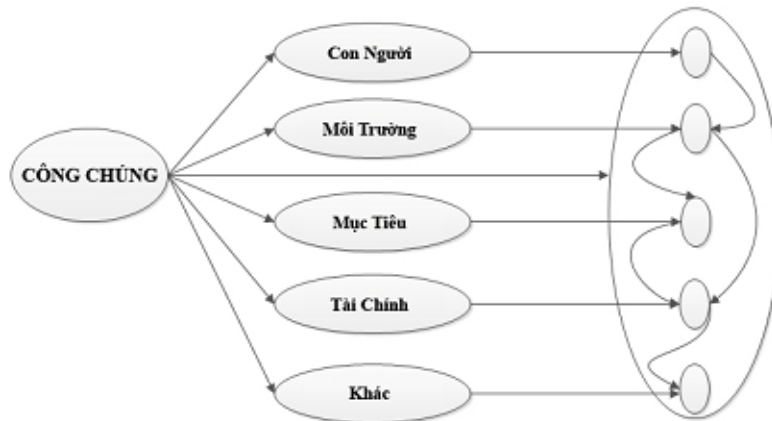 Con Người
Môi Trường
CÔNG CHÚNG
Mục Tiêu
Tài Chính
Khác